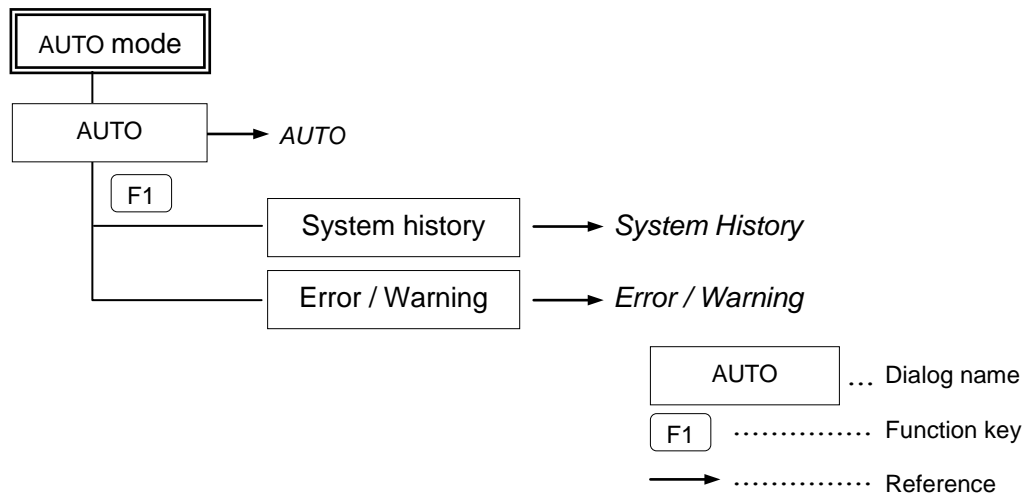 AUTO mode
AUTO AUTO
F1
System history System History
Error / Warning Error / Warning
AUTO ... Dialog name
F1 ............... Function key
............... Reference